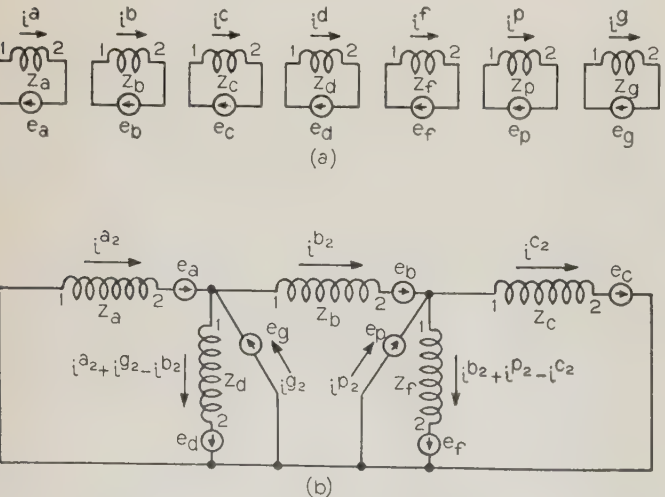 i^a i^b i^c i^d i^f i^p i^g
1 2 1 2 1 2 1 2 1 2 1 2 1 2
Z_a Z_b Z_c Z_d Z_f Z_p Z_g
e_a e_b e_c e_d e_f e_p e_g
(a)
i^{a_2} i^{b_2} i^{c_2}
e_a e_b e_c
1 2 1 2 1 2
Z_a Z_b Z_c
1 e_g e_p 1
i^{a_2}+i^{g_2}-i^{b_2} Z_d i^{g_2} i^{p_2} Z_f i^{b_2}+i^{p_2}-i^{c_2}
2 2
e_d e_f
(b)